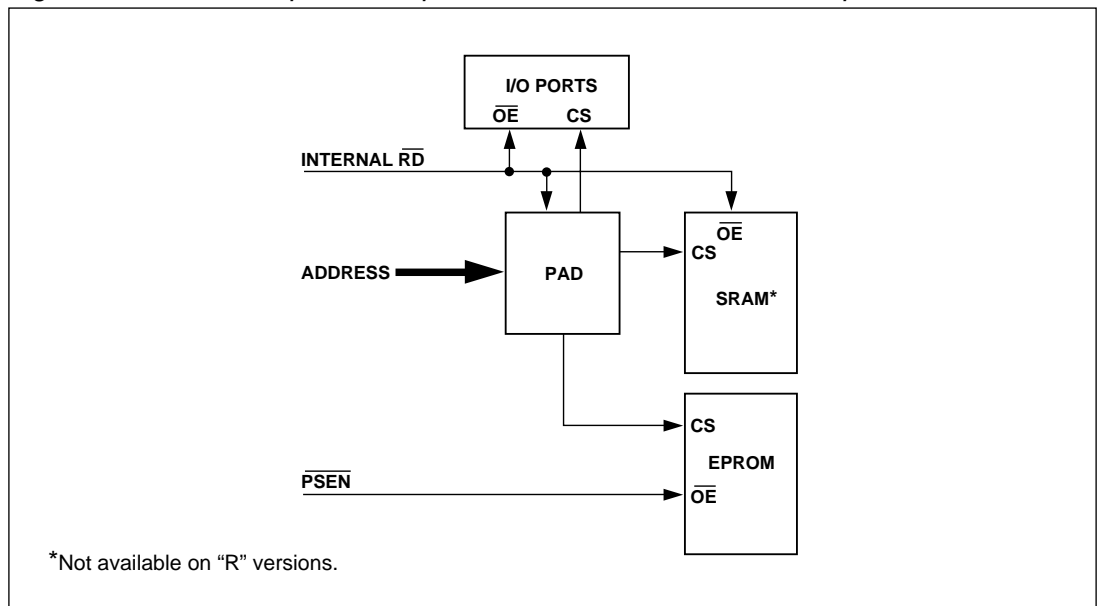 I/O PORTS
OE CS
INTERNAL RD
OE
CS
ADDRESS
PAD
SRAM*
CS
EPROM
PSEN
OE
*Not available on “R” versions.